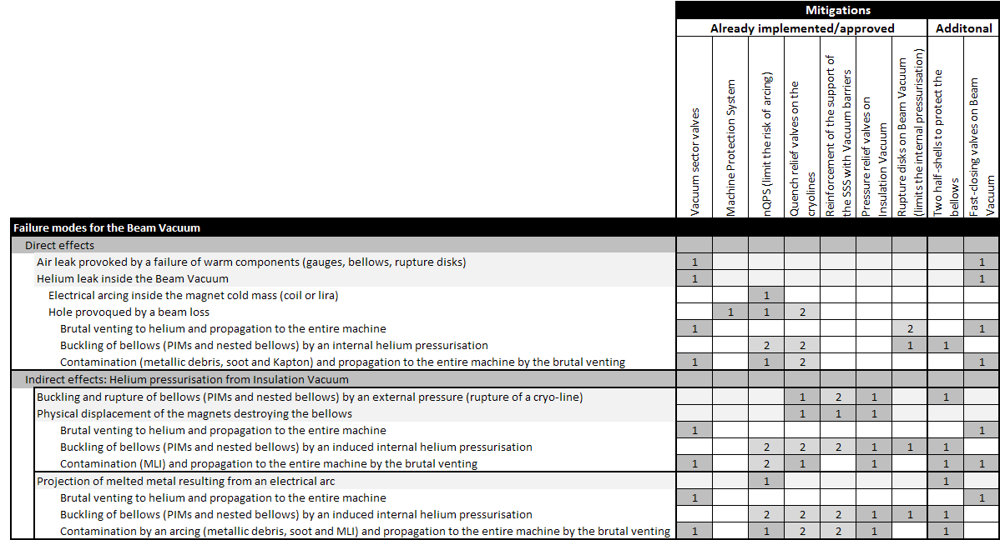 Mitigations
Already implemented/approved Additonal
Vacuum sector valves
Machine Protection System
nQPS (limit the risk of arcing)
Quench relief valves on the
cryolines
Reinforcement of the support of
the SSS with Vacuum barriers
Pressure relief valves on
Insulation Vacuum
Rupture disks on Beam Vacuum
(limits the internal pressurisation)
Two half-shells to protect the
bellows
Fast-closing valves on Beam
Vacuum
Failure modes for the Beam Vacuum
Direct effects
Air leak provoked by a failure of warm components (gauges, bellows, rupture disks) 1 1
Helium leak inside the Beam Vacuum 1 1
Electrical arcing inside the magnet cold mass (coil or lira) 1
Hole provoqued by a beam loss 1 1 2
Brutal venting to helium and propagation to the entire machine 1 2 1
Buckling of bellows (PIMs and nested bellows) by an internal helium pressurisation 2 2 1 1
Contamination (metallic debris, soot and Kapton) and propagation to the entire machine by the brutal venting 1 1 2 1
Indirect effects: Helium pressurisation from Insulation Vacuum
Buckling and rupture of bellows (PIMs and nested bellows) by an external pressure (rupture of a cryo-line) 1 2 1 1
Physical displacement of the magnets destroying the bellows 1 1 1
Brutal venting to helium and propagation to the entire machine 1 1
Buckling of bellows (PIMs and nested bellows) by an induced internal helium pressurisation 2 2 2 1 1 1
Contamination (MLI) and propagation to the entire machine by the brutal venting 1 2 1 1 1 1
Projection of melted metal resulting from an electrical arc 1 1
Brutal venting to helium and propagation to the entire machine 1 1
Buckling of bellows (PIMs and nested bellows) by an induced internal helium pressurisation 2 2 2 1 1 1
Contamination by an arcing (metallic debris, soot and MLI) and propagation to the entire machine by the brutal venting 1 1 2 2 1 1